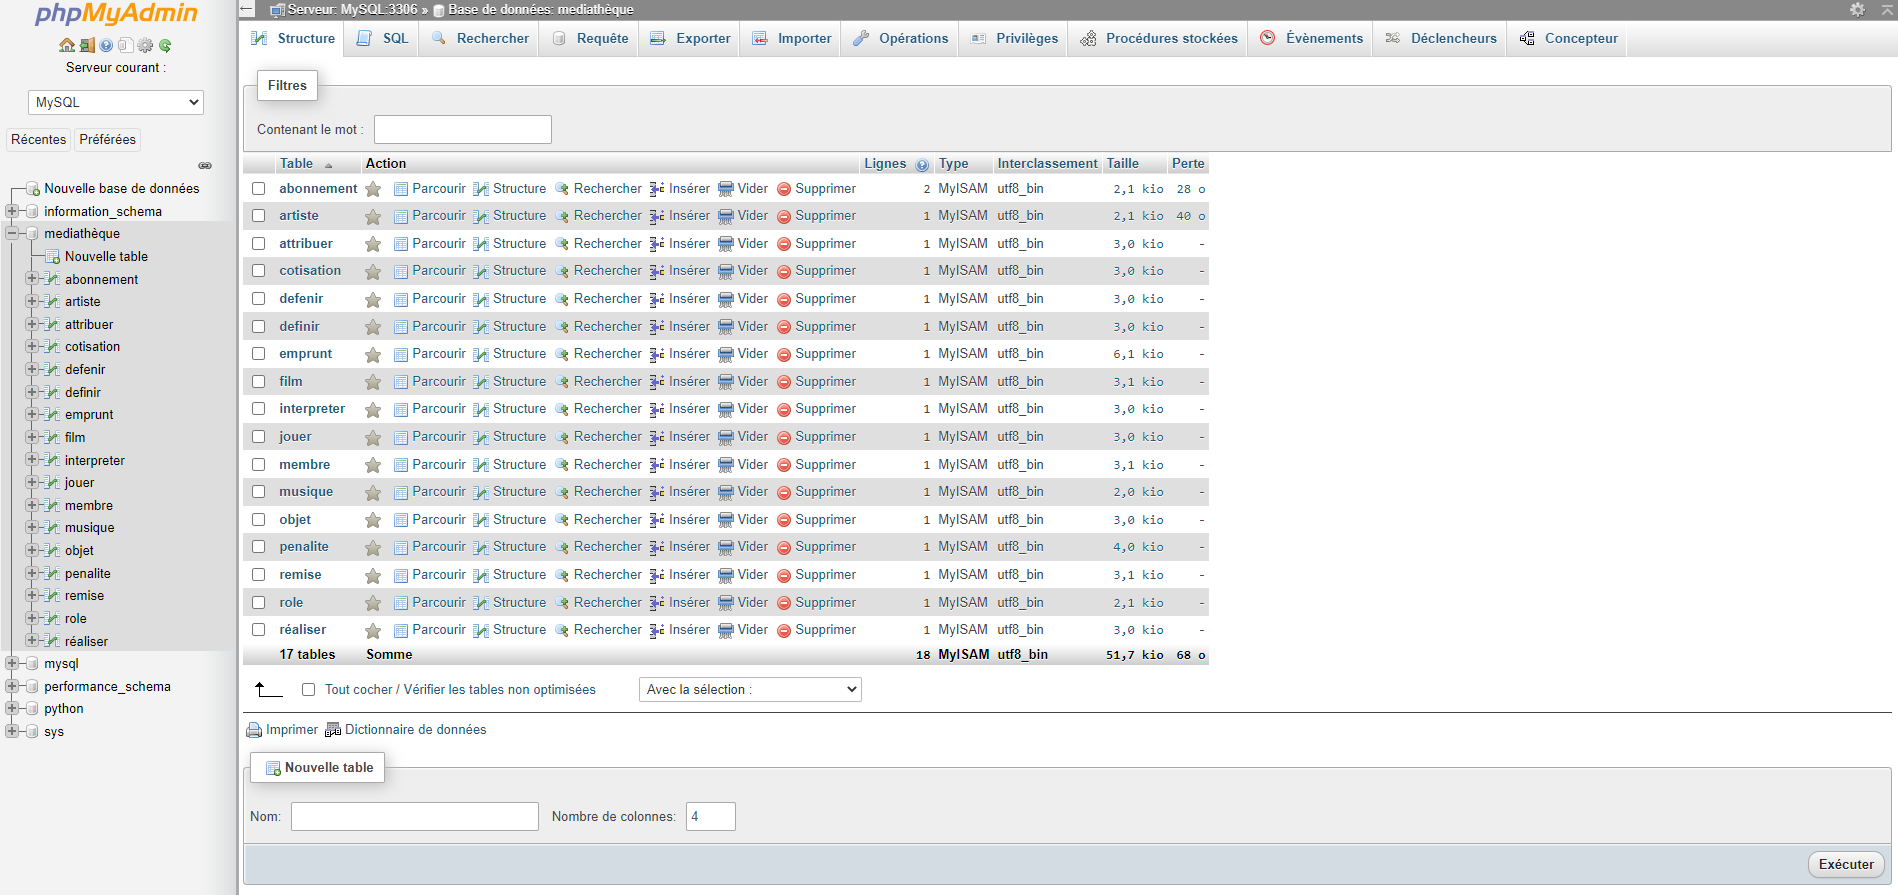 phpMyAdmin
Serveur courant :
MySQL
Récentes Préférées
Nouvelle base de données
information_schema
mediathèque
Nouvelle table
abonnement
artiste
attribuer
cotisation
defenir
definir
emprunt
film
interpreter
jouer
membre
musique
objet
penalite
remise
role
réaliser
mysql
performance_schema
python
sys
Serveur: MySQL:3306 » Base de données: mediathèque
Structure SQL Rechercher Requête Exporter Importer Opérations Privilèges Procédures stockées Évènements Déclencheurs Concepteur
Filtres
Contenant le mot :
Table Action Lignes Type Interclassement Taille Perte
abonnement Parcourir Structure Rechercher Insérer Vider Supprimer 2 MyISAM utf8_bin 2,1 kio 28 o
artiste Parcourir Structure Rechercher Insérer Vider Supprimer 1 MyISAM utf8_bin 2,1 kio 40 o
attribuer Parcourir Structure Rechercher Insérer Vider Supprimer 1 MyISAM utf8_bin 3,0 kio -
cotisation Parcourir Structure Rechercher Insérer Vider Supprimer 1 MyISAM utf8_bin 3,0 kio -
defenir Parcourir Structure Rechercher Insérer Vider Supprimer 1 MyISAM utf8_bin 3,0 kio -
definir Parcourir Structure Rechercher Insérer Vider Supprimer 1 MyISAM utf8_bin 3,0 kio -
emprunt Parcourir Structure Rechercher Insérer Vider Supprimer 1 MyISAM utf8_bin 6,1 kio -
film Parcourir Structure Rechercher Insérer Vider Supprimer 1 MyISAM utf8_bin 3,1 kio -
interpreter Parcourir Structure Rechercher Insérer Vider Supprimer 1 MyISAM utf8_bin 3,0 kio -
jouer Parcourir Structure Rechercher Insérer Vider Supprimer 1 MyISAM utf8_bin 3,0 kio -
membre Parcourir Structure Rechercher Insérer Vider Supprimer 1 MyISAM utf8_bin 3,1 kio -
musique Parcourir Structure Rechercher Insérer Vider Supprimer 1 MyISAM utf8_bin 2,0 kio -
objet Parcourir Structure Rechercher Insérer Vider Supprimer 1 MyISAM utf8_bin 3,0 kio -
penalite Parcourir Structure Rechercher Insérer Vider Supprimer 1 MyISAM utf8_bin 4,0 kio -
remise Parcourir Structure Rechercher Insérer Vider Supprimer 1 MyISAM utf8_bin 3,1 kio -
role Parcourir Structure Rechercher Insérer Vider Supprimer 1 MyISAM utf8_bin 2,1 kio -
réaliser Parcourir Structure Rechercher Insérer Vider Supprimer 1 MyISAM utf8_bin 3,0 kio -
17 tables Somme 18 MyISAM utf8_bin 51,7 kio 68 o
Tout cocher / Vérifier les tables non optimisées Avec la sélection :
Imprimer Dictionnaire de données
Nouvelle table
Nom: Nombre de colonnes: 4
Exécuter